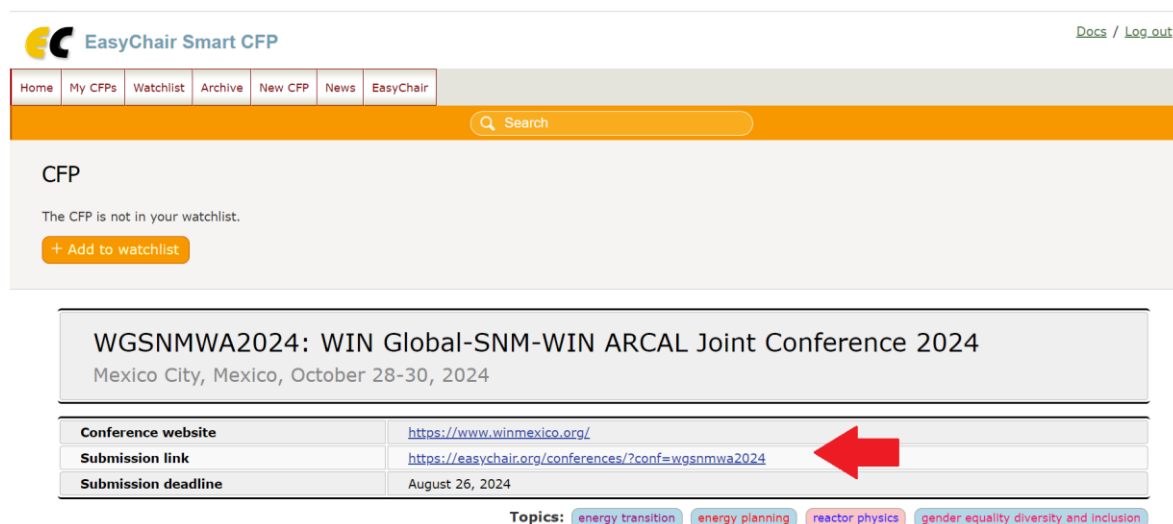 EC EasyChair Smart CFP
Docs / Log out
Home My CFPs Watchlist Archive New CFP News EasyChair
Search
CFP
The CFP is not in your watchlist.
+ Add to watchlist
WGSNMWA2024: WIN Global-SNM-WIN ARCAL Joint Conference 2024
Mexico City, Mexico, October 28-30, 2024
Conference website https://www.winmexico.org/
Submission link https://easychair.org/conferences/?conf=wgsnmwa2024
Submission deadline August 26, 2024
Topics: energy transition energy planning reactor physics gender equality diversity and inclusion